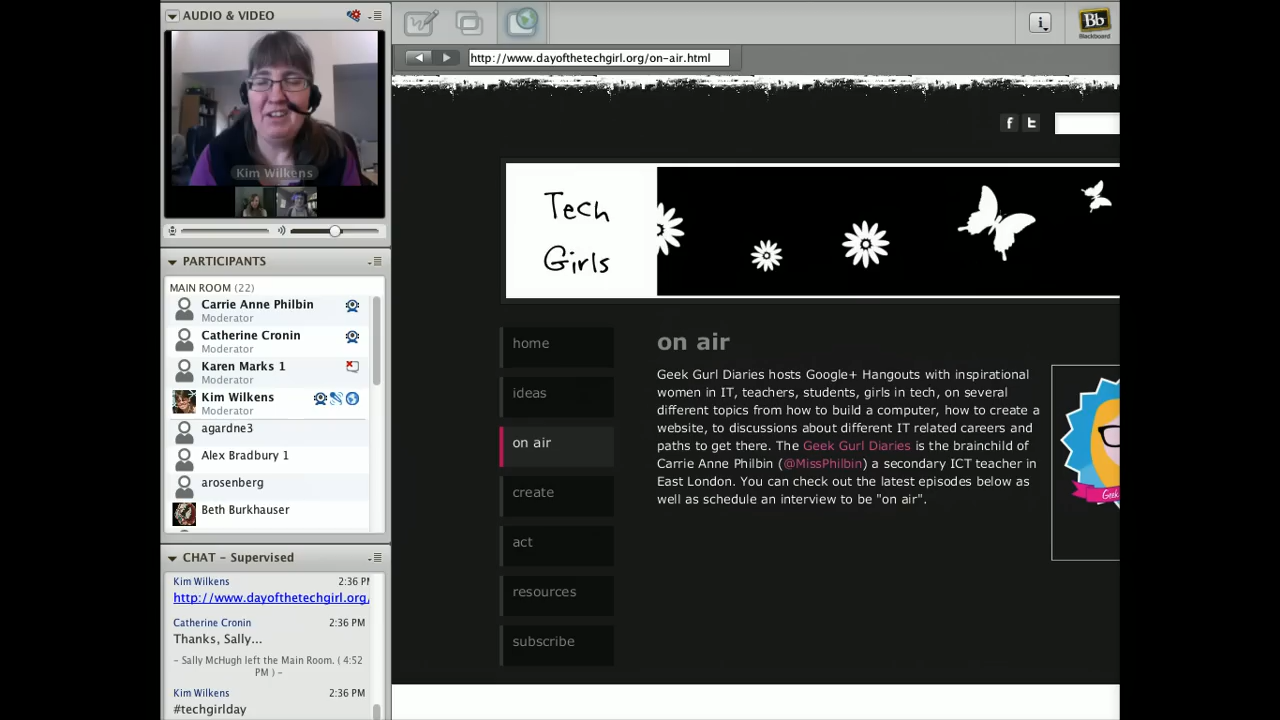 AUDIO & VIDEO
Kim Wilkens
PARTICIPANTS
MAIN ROOM (22)
Carrie Anne Philbin
Moderator
Catherine Cronin
Moderator
Karen Marks 1
Moderator
Kim Wilkens
Moderator
agardne3
Alex Bradbury 1
arosenberg
Beth Burkhauser
CHAT – Supervised
Kim Wilkens 2:36 P
http://www.dayofthetechgirl.org/
Catherine Cronin 2:36 PM
Thanks, Sally...
– Sally McHugh left the Main Room. ( 4:52
PM ) –
Kim Wilkens 2:36 PM
#techgirlday
i
Bb
Blackboard
http://www.dayofthetechgirl.org/on-air.html
f t
Tech
Girls
home
ideas
on air
create
act
resources
subscribe
on air
Geek Gurl Diaries hosts Google+ Hangouts with inspirational
women in IT, teachers, students, girls in tech, on several
different topics from how to build a computer, how to create a
website, to discussions about different IT related careers and
paths to get there. The Geek Gurl Diaries is the brainchild of
Carrie Anne Philbin (@MissPhilbin) a secondary ICT teacher in
East London. You can check out the latest episodes below as
well as schedule an interview to be "on air".
Geek